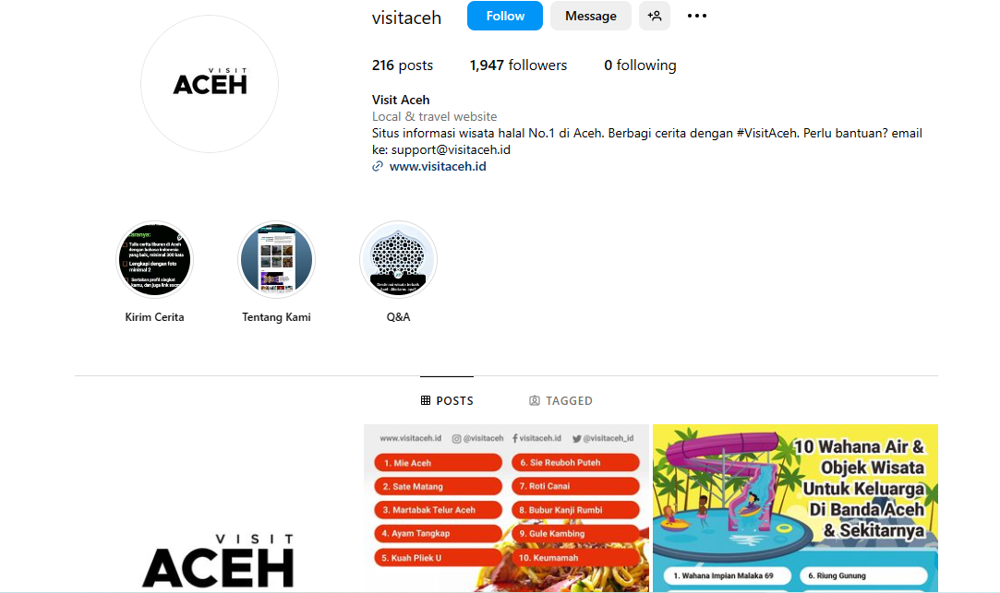 visitaceh
Follow
Message
216 posts
1,947 followers
0 following
VISIT
ACEH
Visit Aceh
Local & travel website
Situs informasi wisata halal No.1 di Aceh. Berbagi cerita dengan #VisitAceh. Perlu bantuan? email
ke: support@visitaceh.id
www.visitaceh.id
Tulis cerita liburan di Aceh
dengan bahasa Indonesia
yang baik, minimal 300 kata
Lengkapi dengan foto
minimal 2
Sertakan profil singkat
kamu, dan juga link
Kirim Cerita
Tentang Kami
Q&A
POSTS
TAGGED
VISIT
ACEH
www.visitaceh.id
@visitaceh
visitaceh.id
@visitaceh_id
1. Mie Aceh
2. Sate Matang
3. Martabak Telur Aceh
4. Ayam Tangkap
5. Kuah Pliek U
6. Sie Reuboh Puteh
7. Roti Canai
8. Bubur Kanji Rumbi
9. Gule Kambing
10. Keumamah
10 Wahana Air &
Objek Wisata
Untuk Keluarga
Di Banda Aceh
& Sekitarnya
1. Wahana Impian Malaka 69
6. Riung Gunung